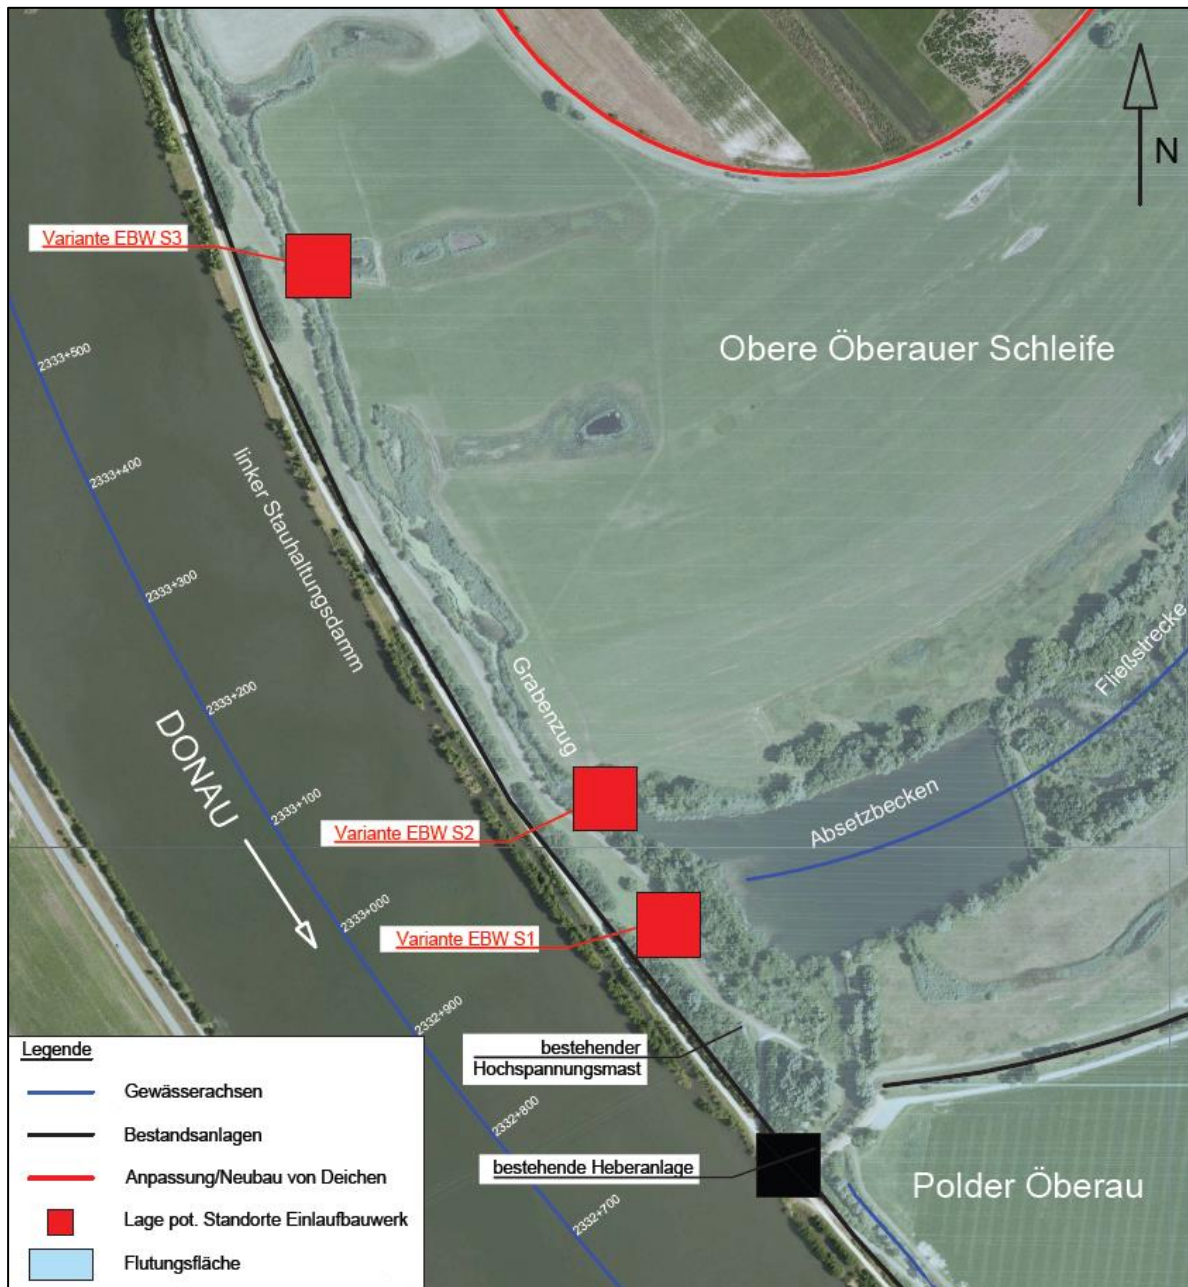 N
Variante EBW S3
Obere Öberauer Schleife
2333+500
2333+400
linker Stauhaltungsdamm
2333+300
Fließstrecke
Grabenzug
2333+200
DONAU
2333+100
Absetzbecken
Variante EBW S2
2333+000
Variante EBW S1
2332+900
bestehender
Hochspannungsmast
2332+800
bestehende Heberanlage
Polder Öberau
2332+700
Legende
Gewässerachsen
Bestandsanlagen
Anpassung/Neubau von Deichen
Lage pot. Standorte Einlaufbauwerk
Flutungsfläche